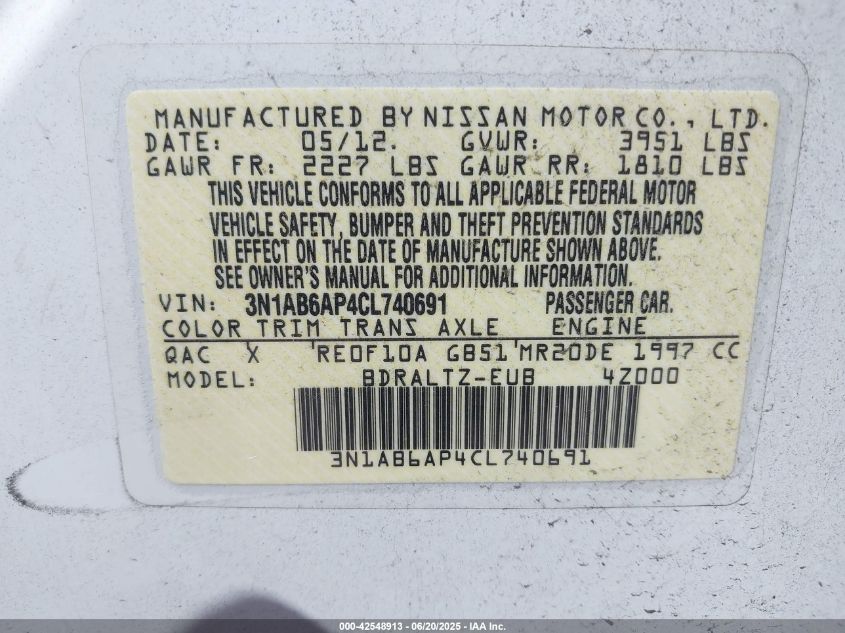 MANUFACTURED BY NISSAN MOTOR CO., LTD.
DATE: 05/12. GVWR: 3951 LBS
GAWR FR: 2227 LBS GAWR RR: 1810 LBS
THIS VEHICLE CONFORMS TO ALL APPLICABLE FEDERAL MOTOR
VEHICLE SAFETY, BUMPER AND THEFT PREVENTION STANDARDS
IN EFFECT ON THE DATE OF MANUFACTURE SHOWN ABOVE.
SEE OWNER'S MANUAL FOR ADDITIONAL INFORMATION.
VIN: 3N1AB6AP4CL740691 PASSENGER CAR.
COLOR TRIM TRANS AXLE ENGINE
QAC X RE0F10A GB51 MR20DE 1997 CC
MODEL: BDRALTZ-EUB 4Z000
3N1AB6AP4CL740691
000-42548913 - 06/20/2025 - IAA Inc.